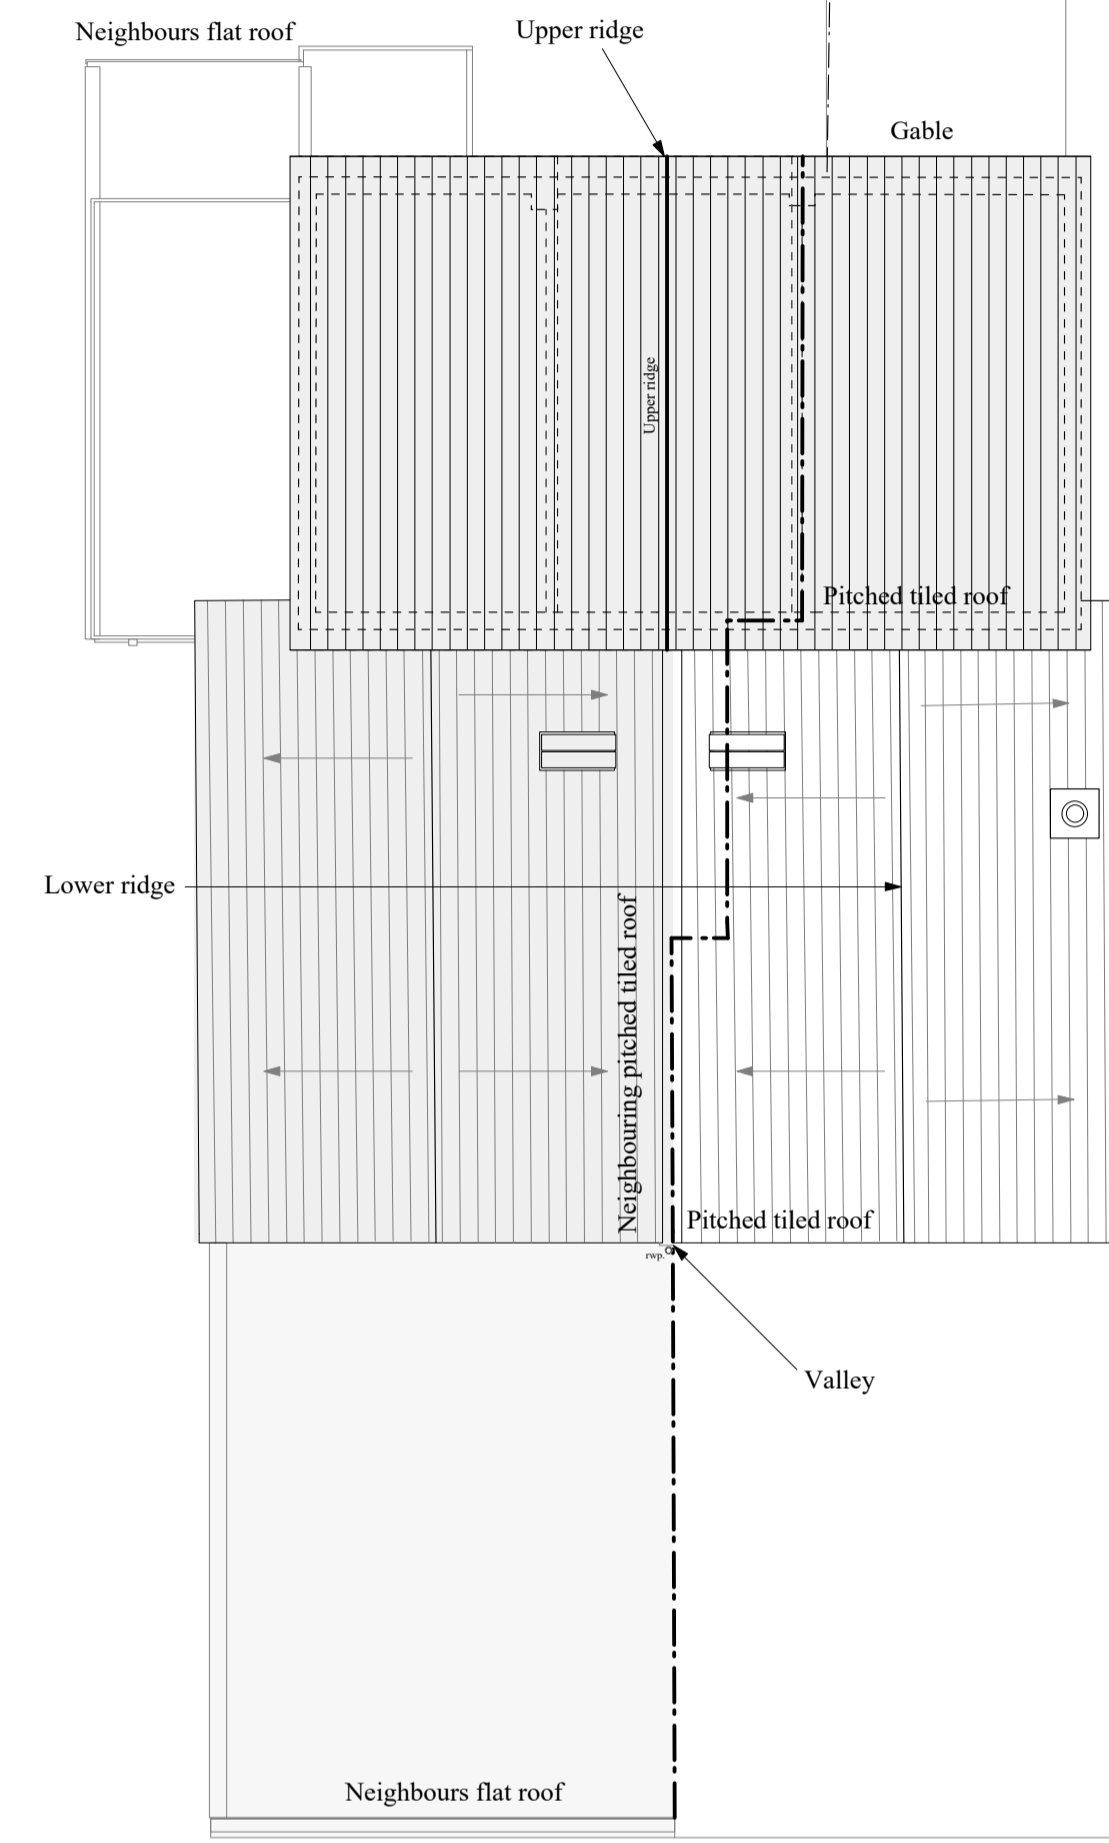 Neighbours flat roof
Upper ridge
Gable
Upper ridge
Pitched tiled roof
Lower ridge
Neighbouring pitched tiled roof
Pitched tiled roof
rwp.
Valley
Neighbours flat roof